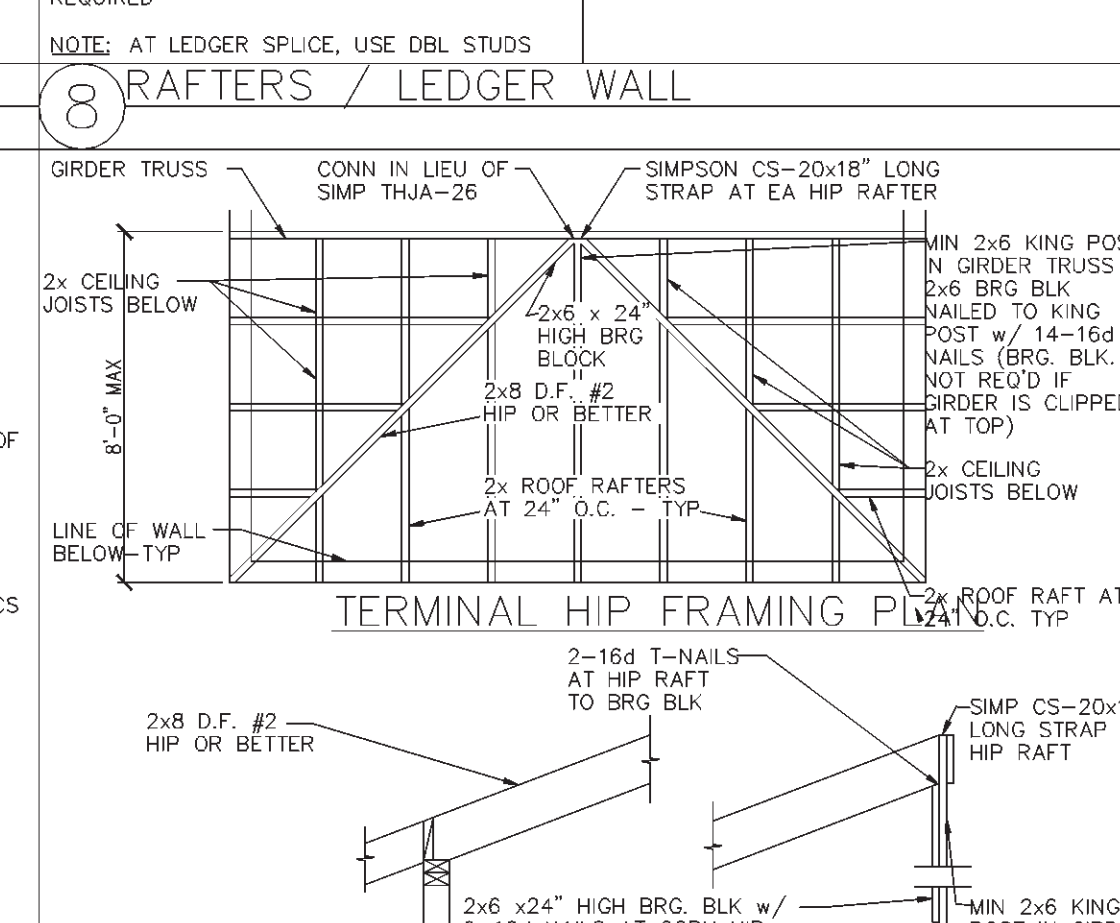 REQUIRED
NOTE: AT LEDGER SPLICE, USE DBL STUDS
8
RAFTERS / LEDGER WALL
GIRDER TRUSS
CONN IN LIEU OF
SIMP THJA-26
SIMPSON CS-20x18" LONG
STRAP AT EA HIP RAFTER
2x CEILING
JOISTS BELOW
8'-0" MAX
2x6 x 24"
HIGH BRG
BLOCK
2x8 D.F. #2
HIP OR BETTER
2x ROOF RAFTERS
AT 24" O.C. - TYP
LINE OF WALL
BELOW-TYP
MIN 2x6 KING
IN GIRDER TRUSS
2x6 BRG BLK
NAILED TO KING
POST w/ 14-16d
NAILS (BRG. BLK.
NOT REQ'D IF
GIRDER IS CLIPPED
AT TOP)
2x CEILING
JOISTS BELOW
2x ROOF RAFT AT
24" O.C. TYP
OF
CS
TERMINAL HIP FRAMING PLAN
2-16d T-NAILS
AT HIP RAFT
TO BRG BLK
2x8 D.F. #2
HIP OR BETTER
SIMP
LONG STRAP
HIP RAFT
2x6 x24" HIGH BRG. BLK w/
MIN 2x6 KING